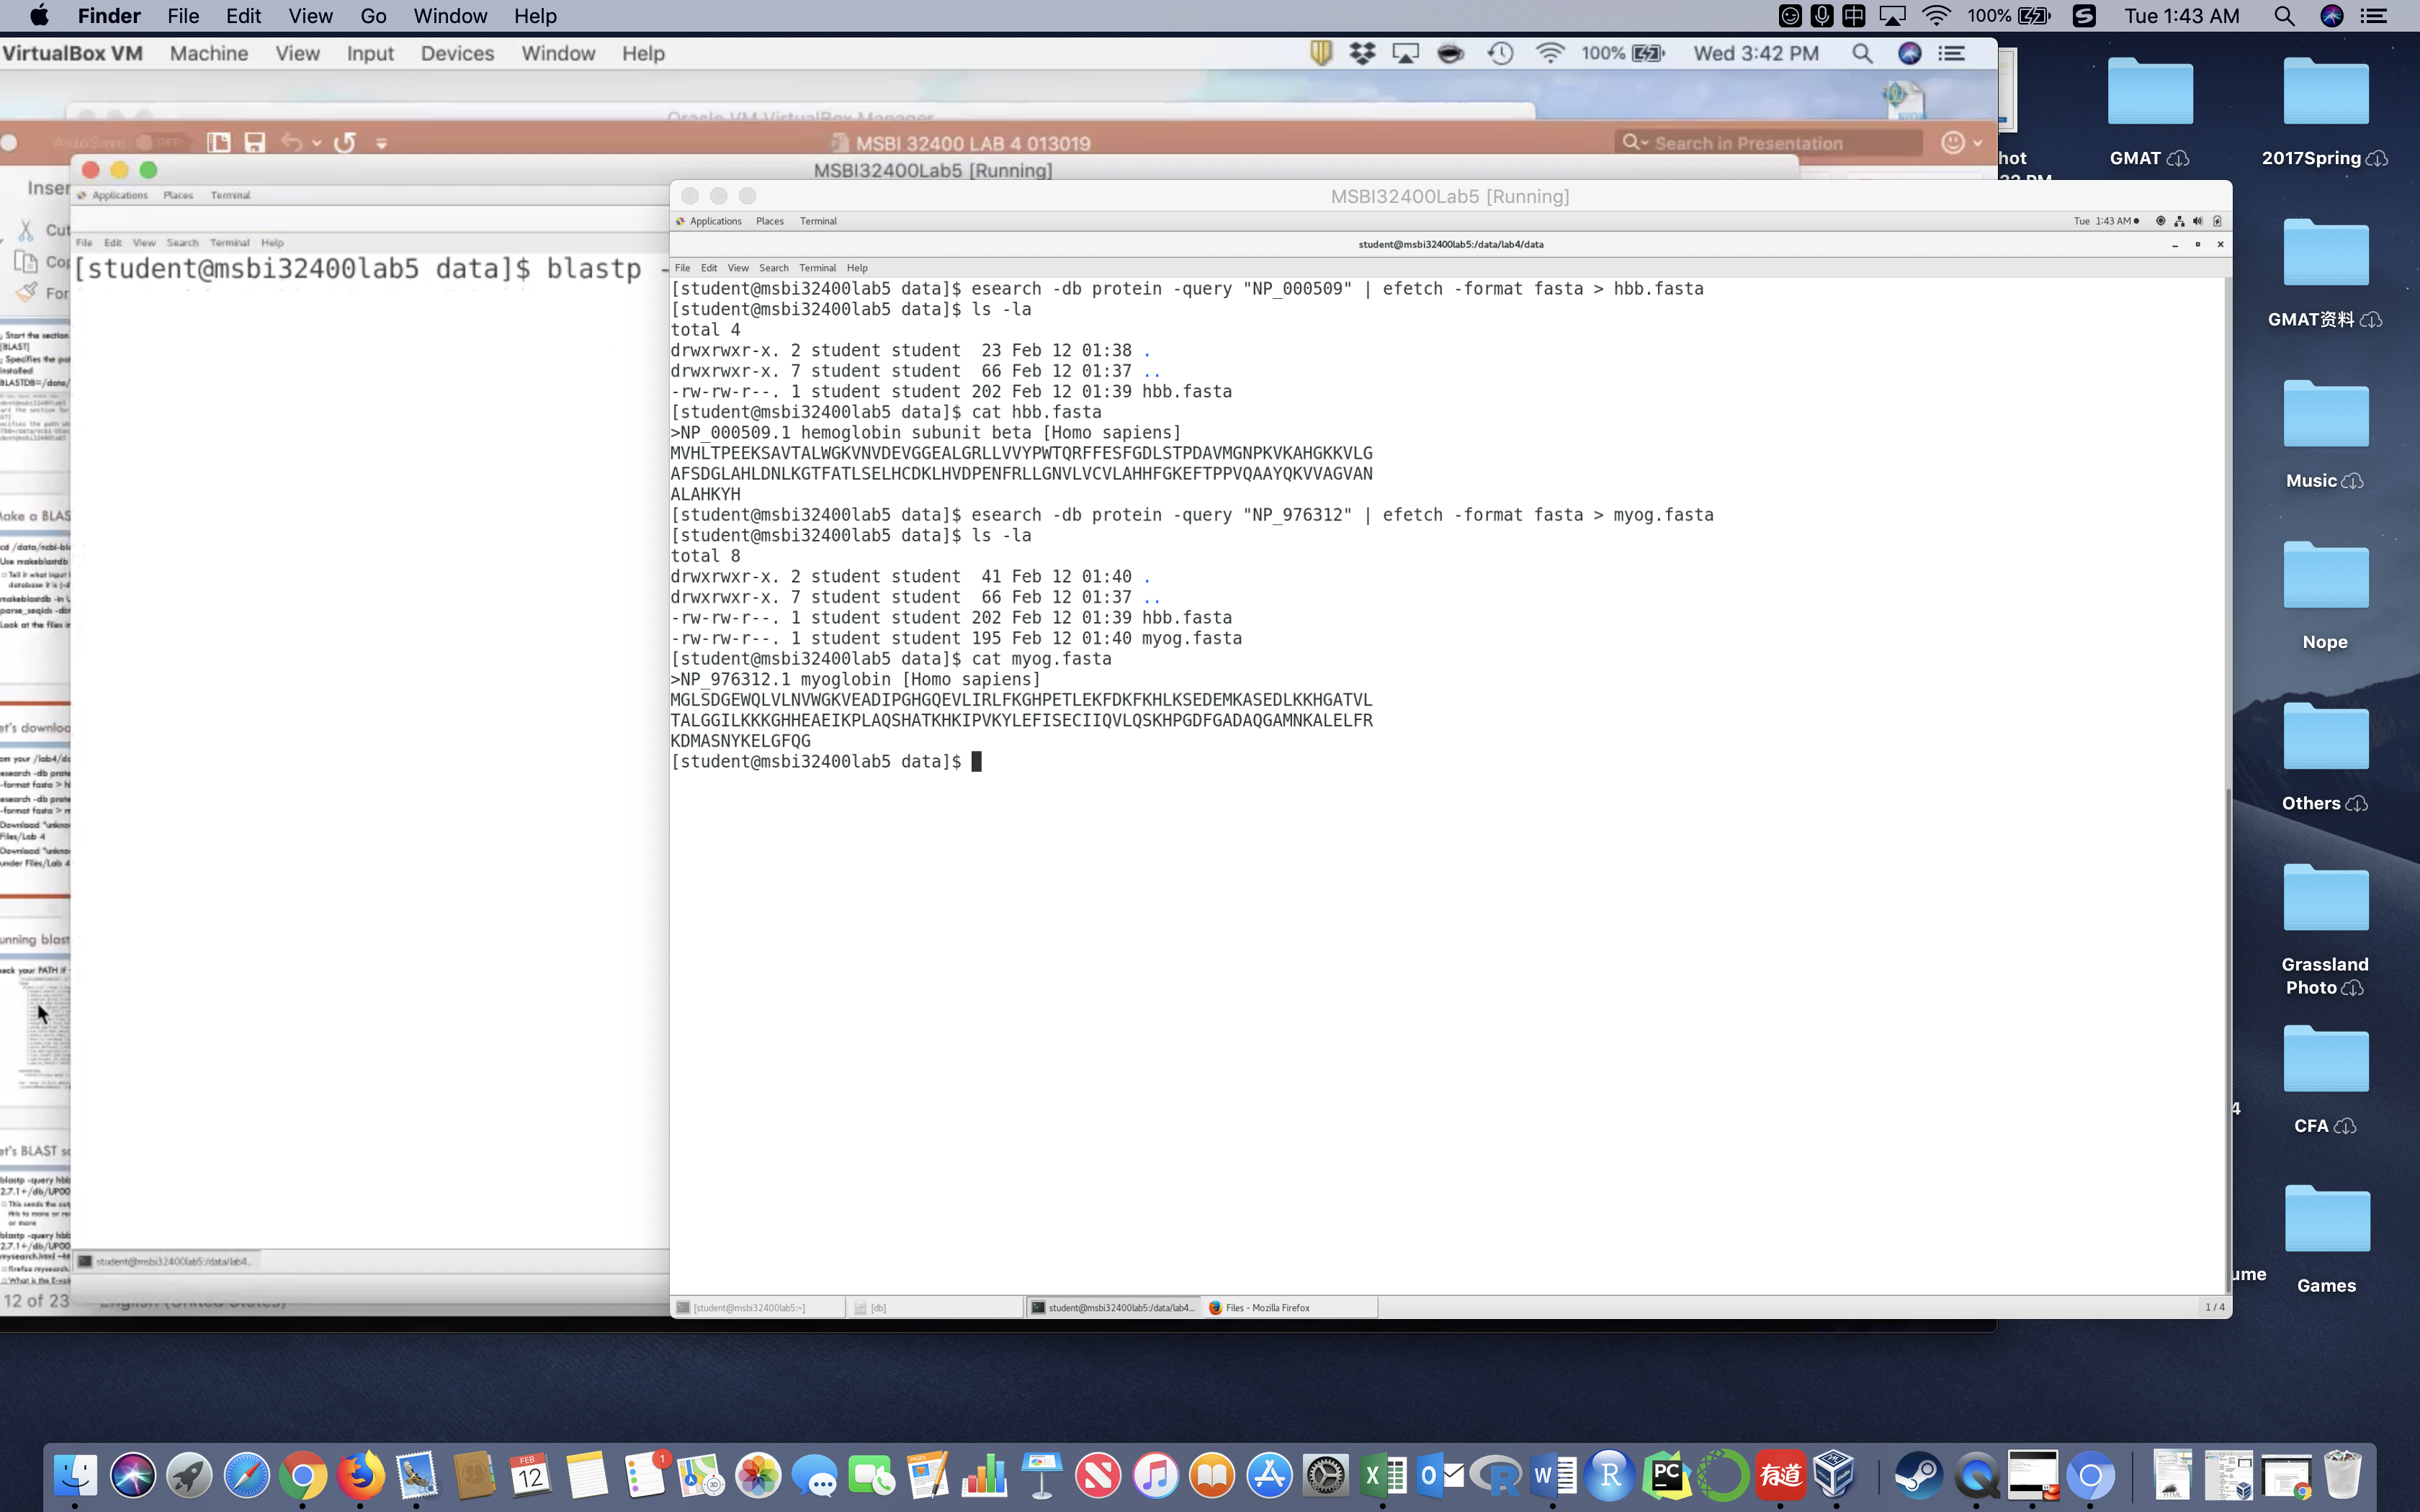 Finder File Edit View Go Window Help 100% Tue 1:43 AM
VirtualBox VM Machine View Input Devices Window Help 100% Wed 3:42 PM
Oracle VM VirtualBox Manager
AutoSave OFF MSBI 32400 LAB 4 013019 Search in Presentation
MSBI32400Lab5 [Running]
Applications Places Terminal
File Edit View Search Terminal Help
[student@msbi32400lab5 data]$ blastp -
MSBI32400Lab5 [Running]
Applications Places Terminal Tue 1:43 AM
student@msbi32400lab5:/data/lab4/data
File Edit View Search Terminal Help
[student@msbi32400lab5 data]$ esearch -db protein -query "NP_000509" | efetch -format fasta > hbb.fasta
[student@msbi32400lab5 data]$ ls -la
total 4
drwxrwxr-x. 2 student student 23 Feb 12 01:38 .
drwxrwxr-x. 7 student student 66 Feb 12 01:37 ..
-rw-rw-r--. 1 student student 202 Feb 12 01:39 hbb.fasta
[student@msbi32400lab5 data]$ cat hbb.fasta
>NP_000509.1 hemoglobin subunit beta [Homo sapiens]
MVHLTPEEKSAVTALWGKVNVDEVGGEALGRLLVVYPWTQRFFESFGDLSTPDAVMGNPKVKAHGKKVLG
AFSDGLAHLDNLKGTFATLSELHCDKLHVDPENFRLLGNVLVCVLAHHFGKEFTPPVQAAYQKVVAGVAN
ALAHKYH
[student@msbi32400lab5 data]$ esearch -db protein -query "NP_976312" | efetch -format fasta > myog.fasta
[student@msbi32400lab5 data]$ ls -la
total 8
drwxrwxr-x. 2 student student 41 Feb 12 01:40 .
drwxrwxr-x. 7 student student 66 Feb 12 01:37 ..
-rw-rw-r--. 1 student student 202 Feb 12 01:39 hbb.fasta
-rw-rw-r--. 1 student student 195 Feb 12 01:40 myog.fasta
[student@msbi32400lab5 data]$ cat myog.fasta
>NP_976312.1 myoglobin [Homo sapiens]
MGLSDGEWQLVLNVWGKVEADIPGHGQEVLIRLFKGHPETLEKFDKFKHLKSEDEMKASEDLKKHGATVL
TALGGILKKKGHHEAEIKPLAQSHATKHKIPVKYLEFISECIIQVLQSKHPGDFGADAQGAMNKALELFR
KDMASNYKELGFQG
[student@msbi32400lab5 data]$
[student@msbi32400lab5:~] [db] student@msbi32400lab5:/data/lab4... Files - Mozilla Firefox 1 / 4
student@msbi32400lab5:/data/lab4...
12 of 23 English (United States)
GMAT
2017Spring
GMAT资料
Music
Nope
Others
Grassland
Photo
CFA
Games
FEB
12
有道